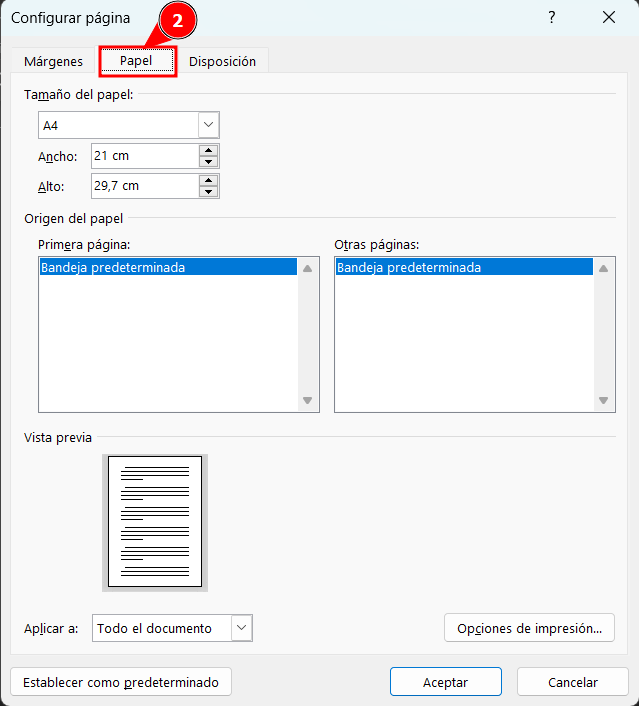 Configurar página
2
?
Márgenes Papel Disposición
Tamaño del papel:
A4
Ancho: 21 cm
Alto: 29,7 cm
Origen del papel
Primera página: Otras páginas:
Bandeja predeterminada Bandeja predeterminada
Vista previa
Aplicar a: Todo el documento Opciones de impresión...
Establecer como predeterminado Aceptar Cancelar